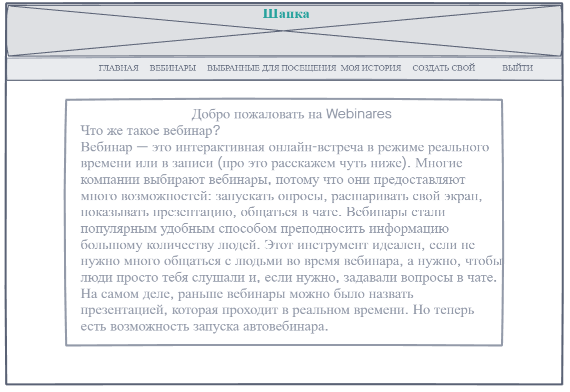 Шапка
ГЛАВНАЯ ВЕБИНАРЫ ВЫБРАННЫЕ ДЛЯ ПОСЕЩЕНИЯ МОЯ ИСТОРИЯ СОЗДАТЬ СВОЙ ВЫЙТИ
Добро пожаловать на Webinares
Что же такое вебинар?
Вебинар — это интерактивная онлайн-встреча в режиме реального
времени или в записи (про это расскажем чуть ниже). Многие
компании выбирают вебинары, потому что они предоставляют
много возможностей: запускать опросы, расшаривать свой экран,
показывать презентацию, общаться в чате. Вебинары стали
популярным удобным способом преподносить информацию
большому количеству людей. Этот инструмент идеален, если не
нужно много общаться с людьми во время вебинара, а нужно, чтобы
люди просто тебя слушали и, если нужно, задавали вопросы в чате.
На самом деле, раньше вебинары можно было назвать
презентацией, которая проходит в реальном времени. Но теперь
есть возможность запуска автовебинара.